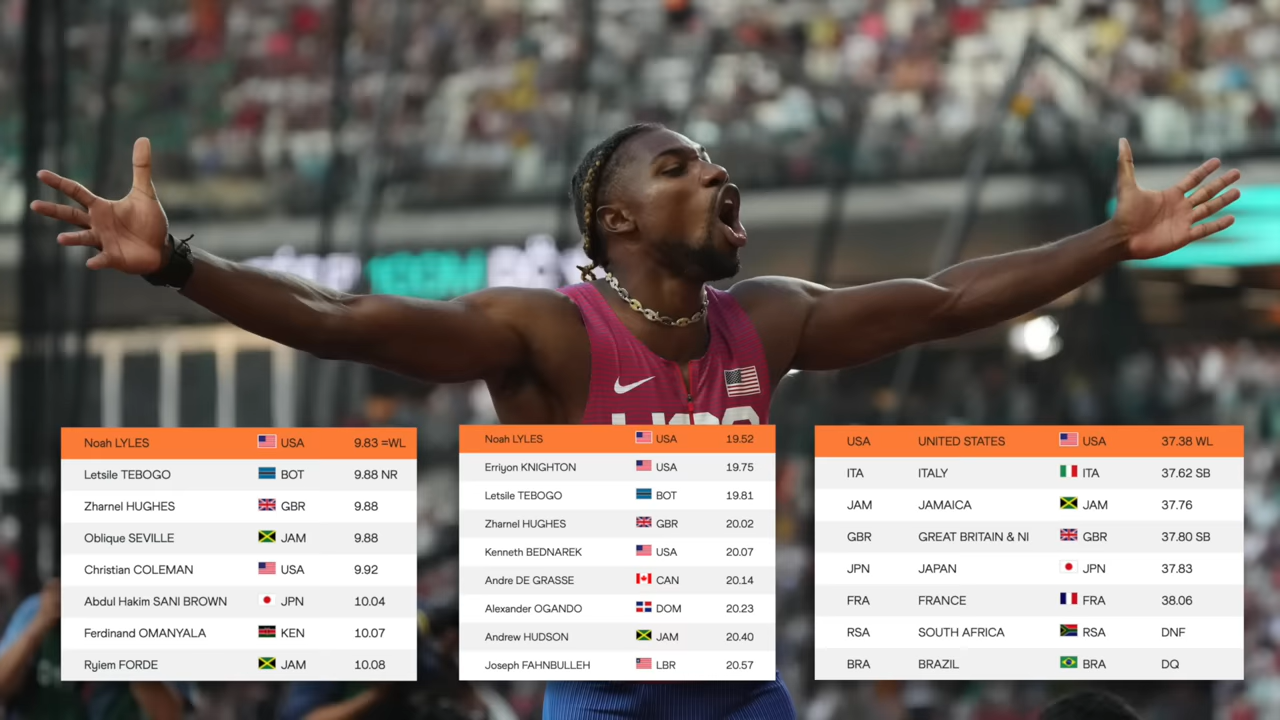 Noah LYLES USA 9.83 =WL
Letsile TEBOGO BOT 9.88 NR
Zharnel HUGHES GBR 9.88
Oblique SEVILLE JAM 9.88
Christian COLEMAN USA 9.92
Abdul Hakim SANI BROWN JPN 10.04
Ferdinand OMANYALA KEN 10.07
Ryiem FORDE JAM 10.08
Noah LYLES USA 19.52
Erriyon KNIGHTON USA 19.75
Letsile TEBOGO BOT 19.81
Zharnel HUGHES GBR 20.02
Kenneth BEDNAREK USA 20.07
Andre DE GRASSE CAN 20.14
Alexander OGANDO DOM 20.23
Andrew HUDSON JAM 20.40
Joseph FAHNBULLEH LBR 20.57
USA UNITED STATES USA 37.38 WL
ITA ITALY ITA 37.62 SB
JAM JAMAICA JAM 37.76
GBR GREAT BRITAIN & NI GBR 37.80 SB
JPN JAPAN JPN 37.83
FRA FRANCE FRA 38.06
RSA SOUTH AFRICA RSA DNF
BRA BRAZIL BRA DQ